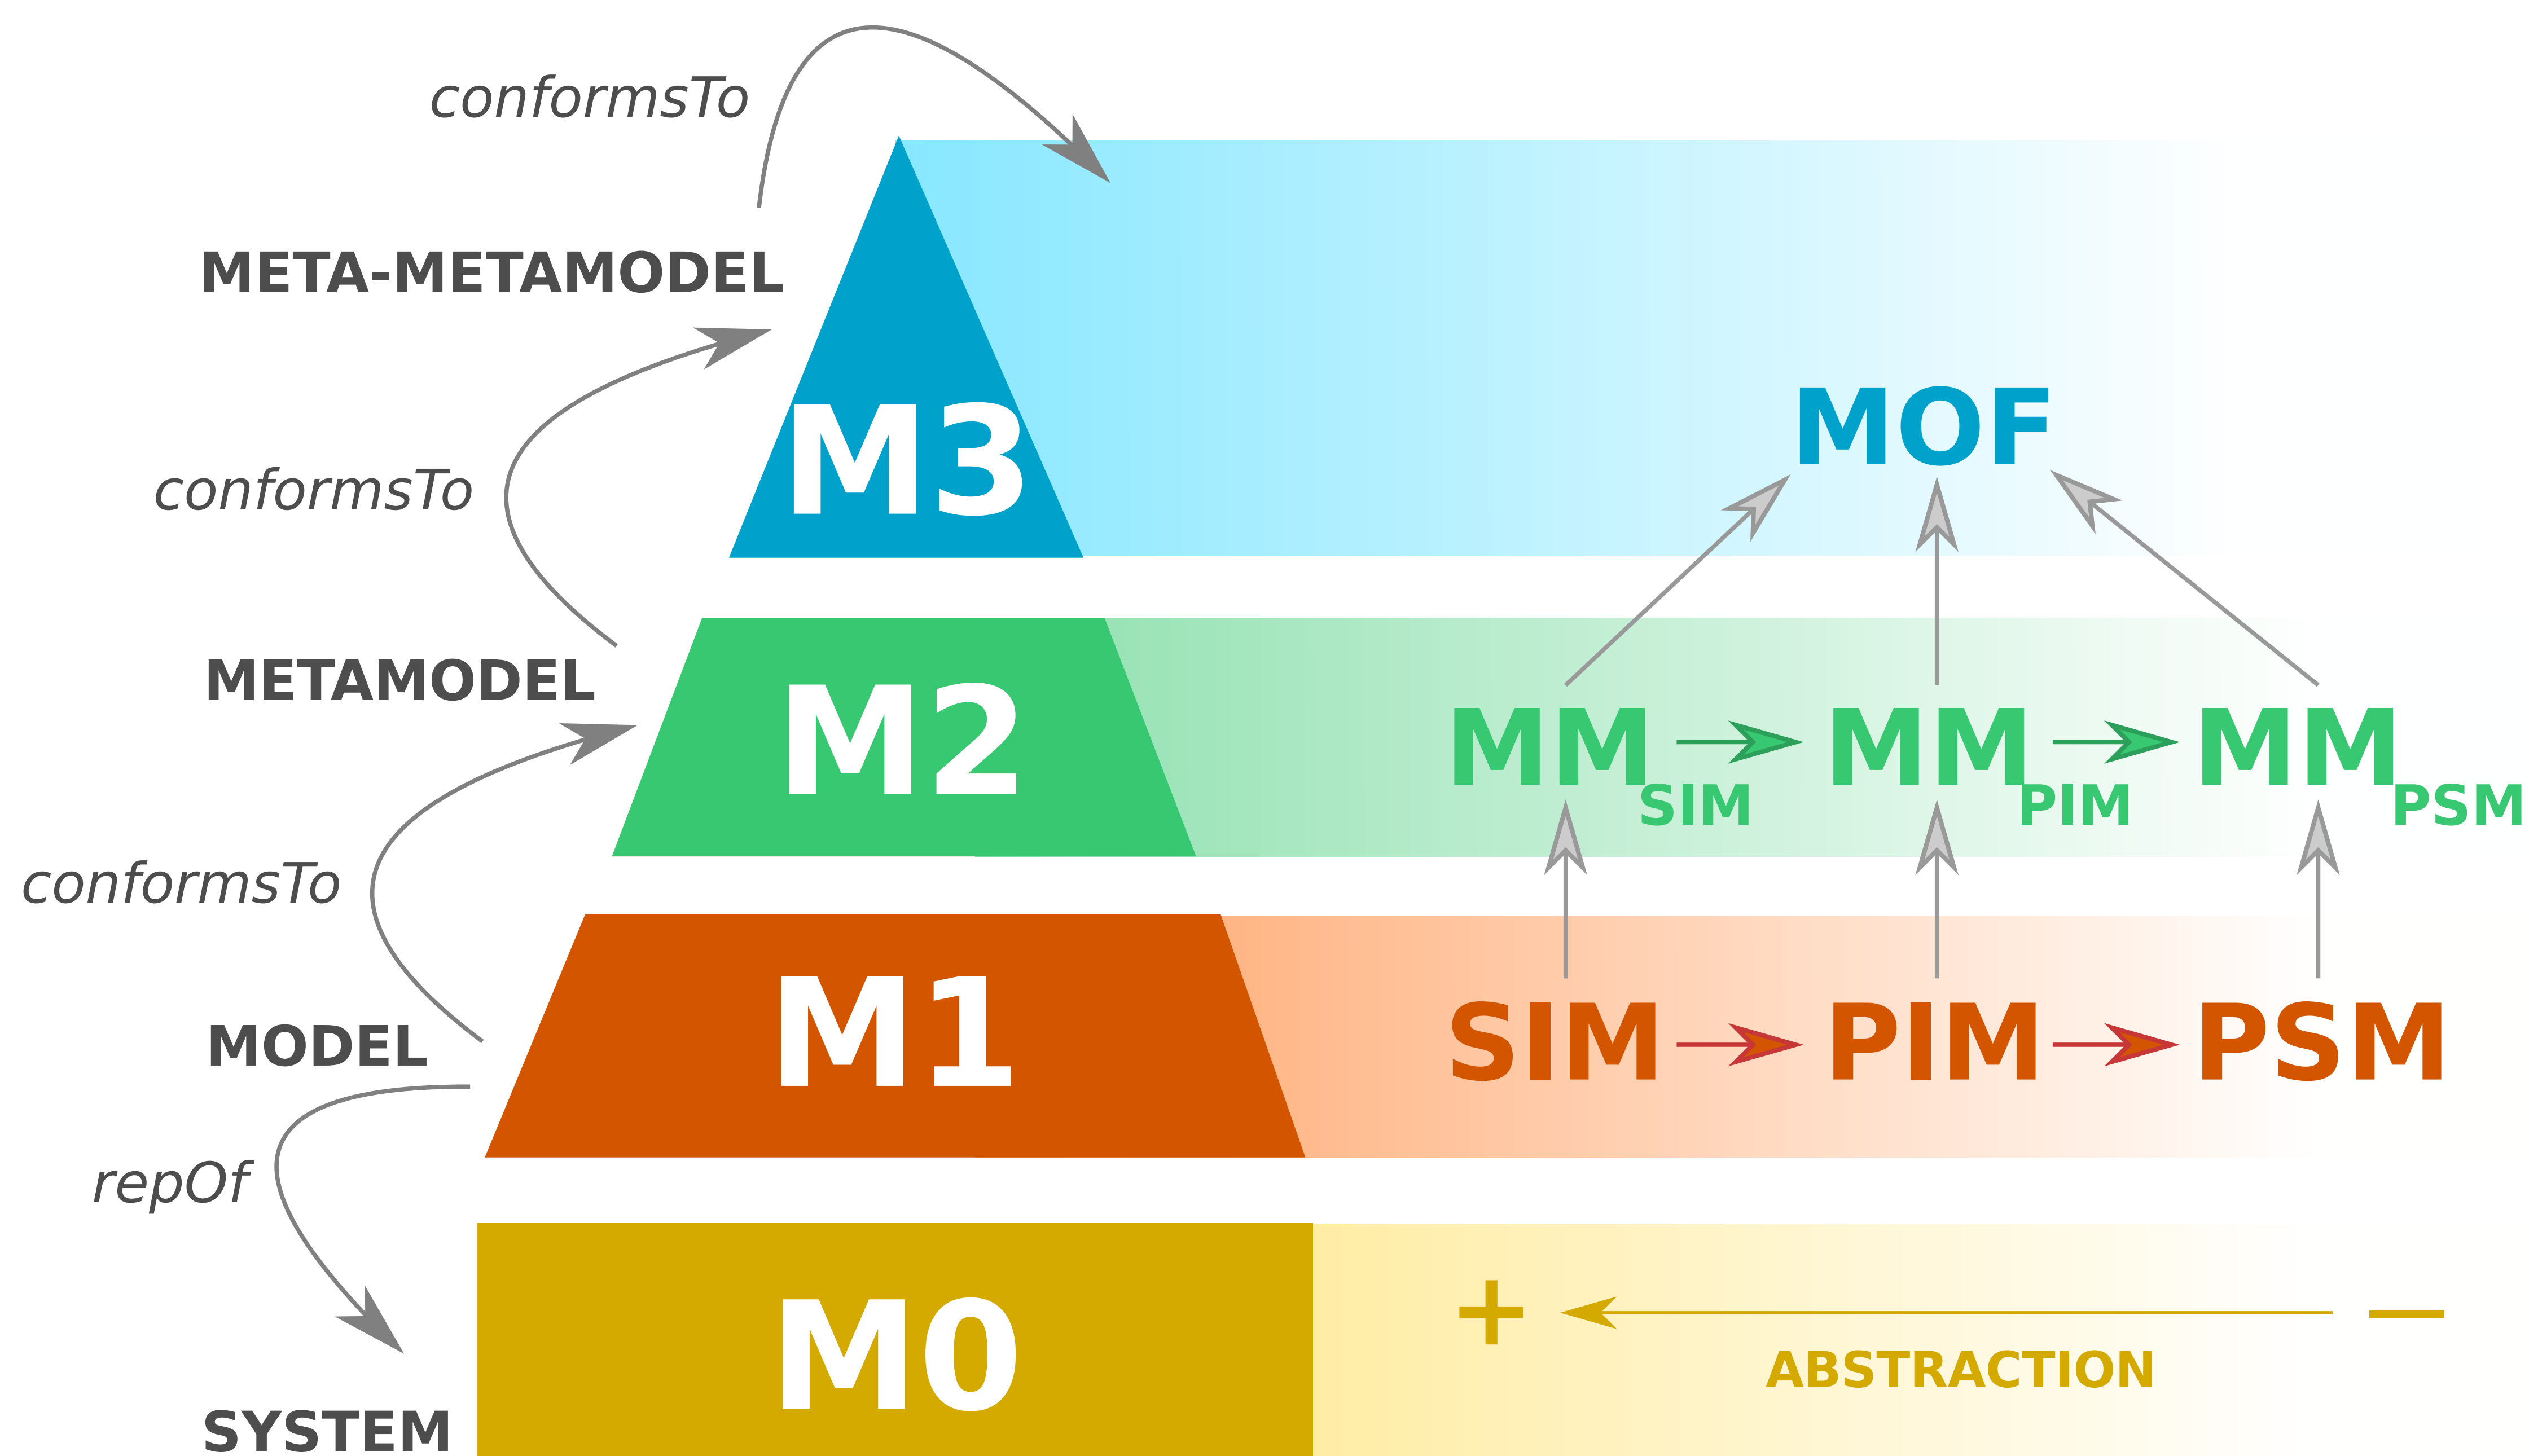 conformsTo
META-METAMODEL
M3
MOF
conformsTo
METAMODEL
M2
MM SIM MM PIM MM PSM
conformsTo
MODEL
M1
SIM PIM PSM
repOf
M0
+ −
ABSTRACTION
SYSTEM